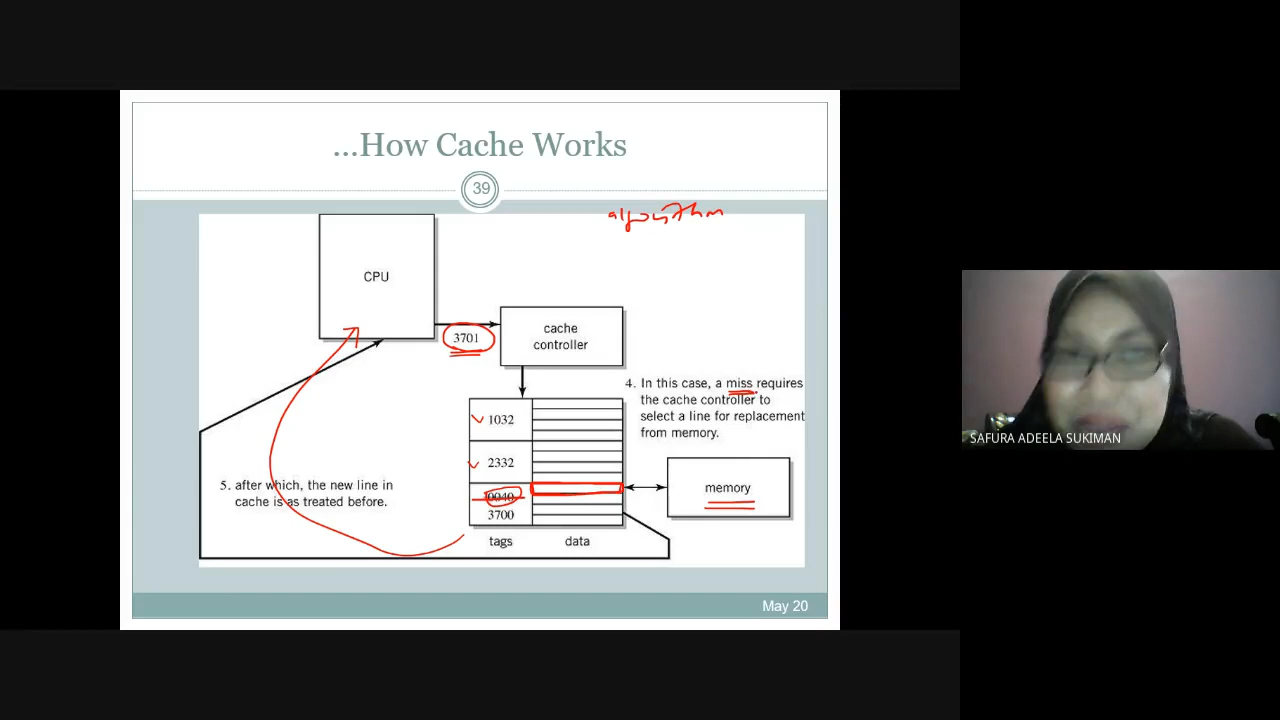 ...How Cache Works
39
algorithm
CPU
3701
cache
controller
4. In this case, a miss requires
the cache controller to
select a line for replacement
from memory.
1032
2332
0040
3700
memory
5. after which, the new line in
cache is as treated before.
tags
data
May 20
SAFURA ADEELA SUKIMAN